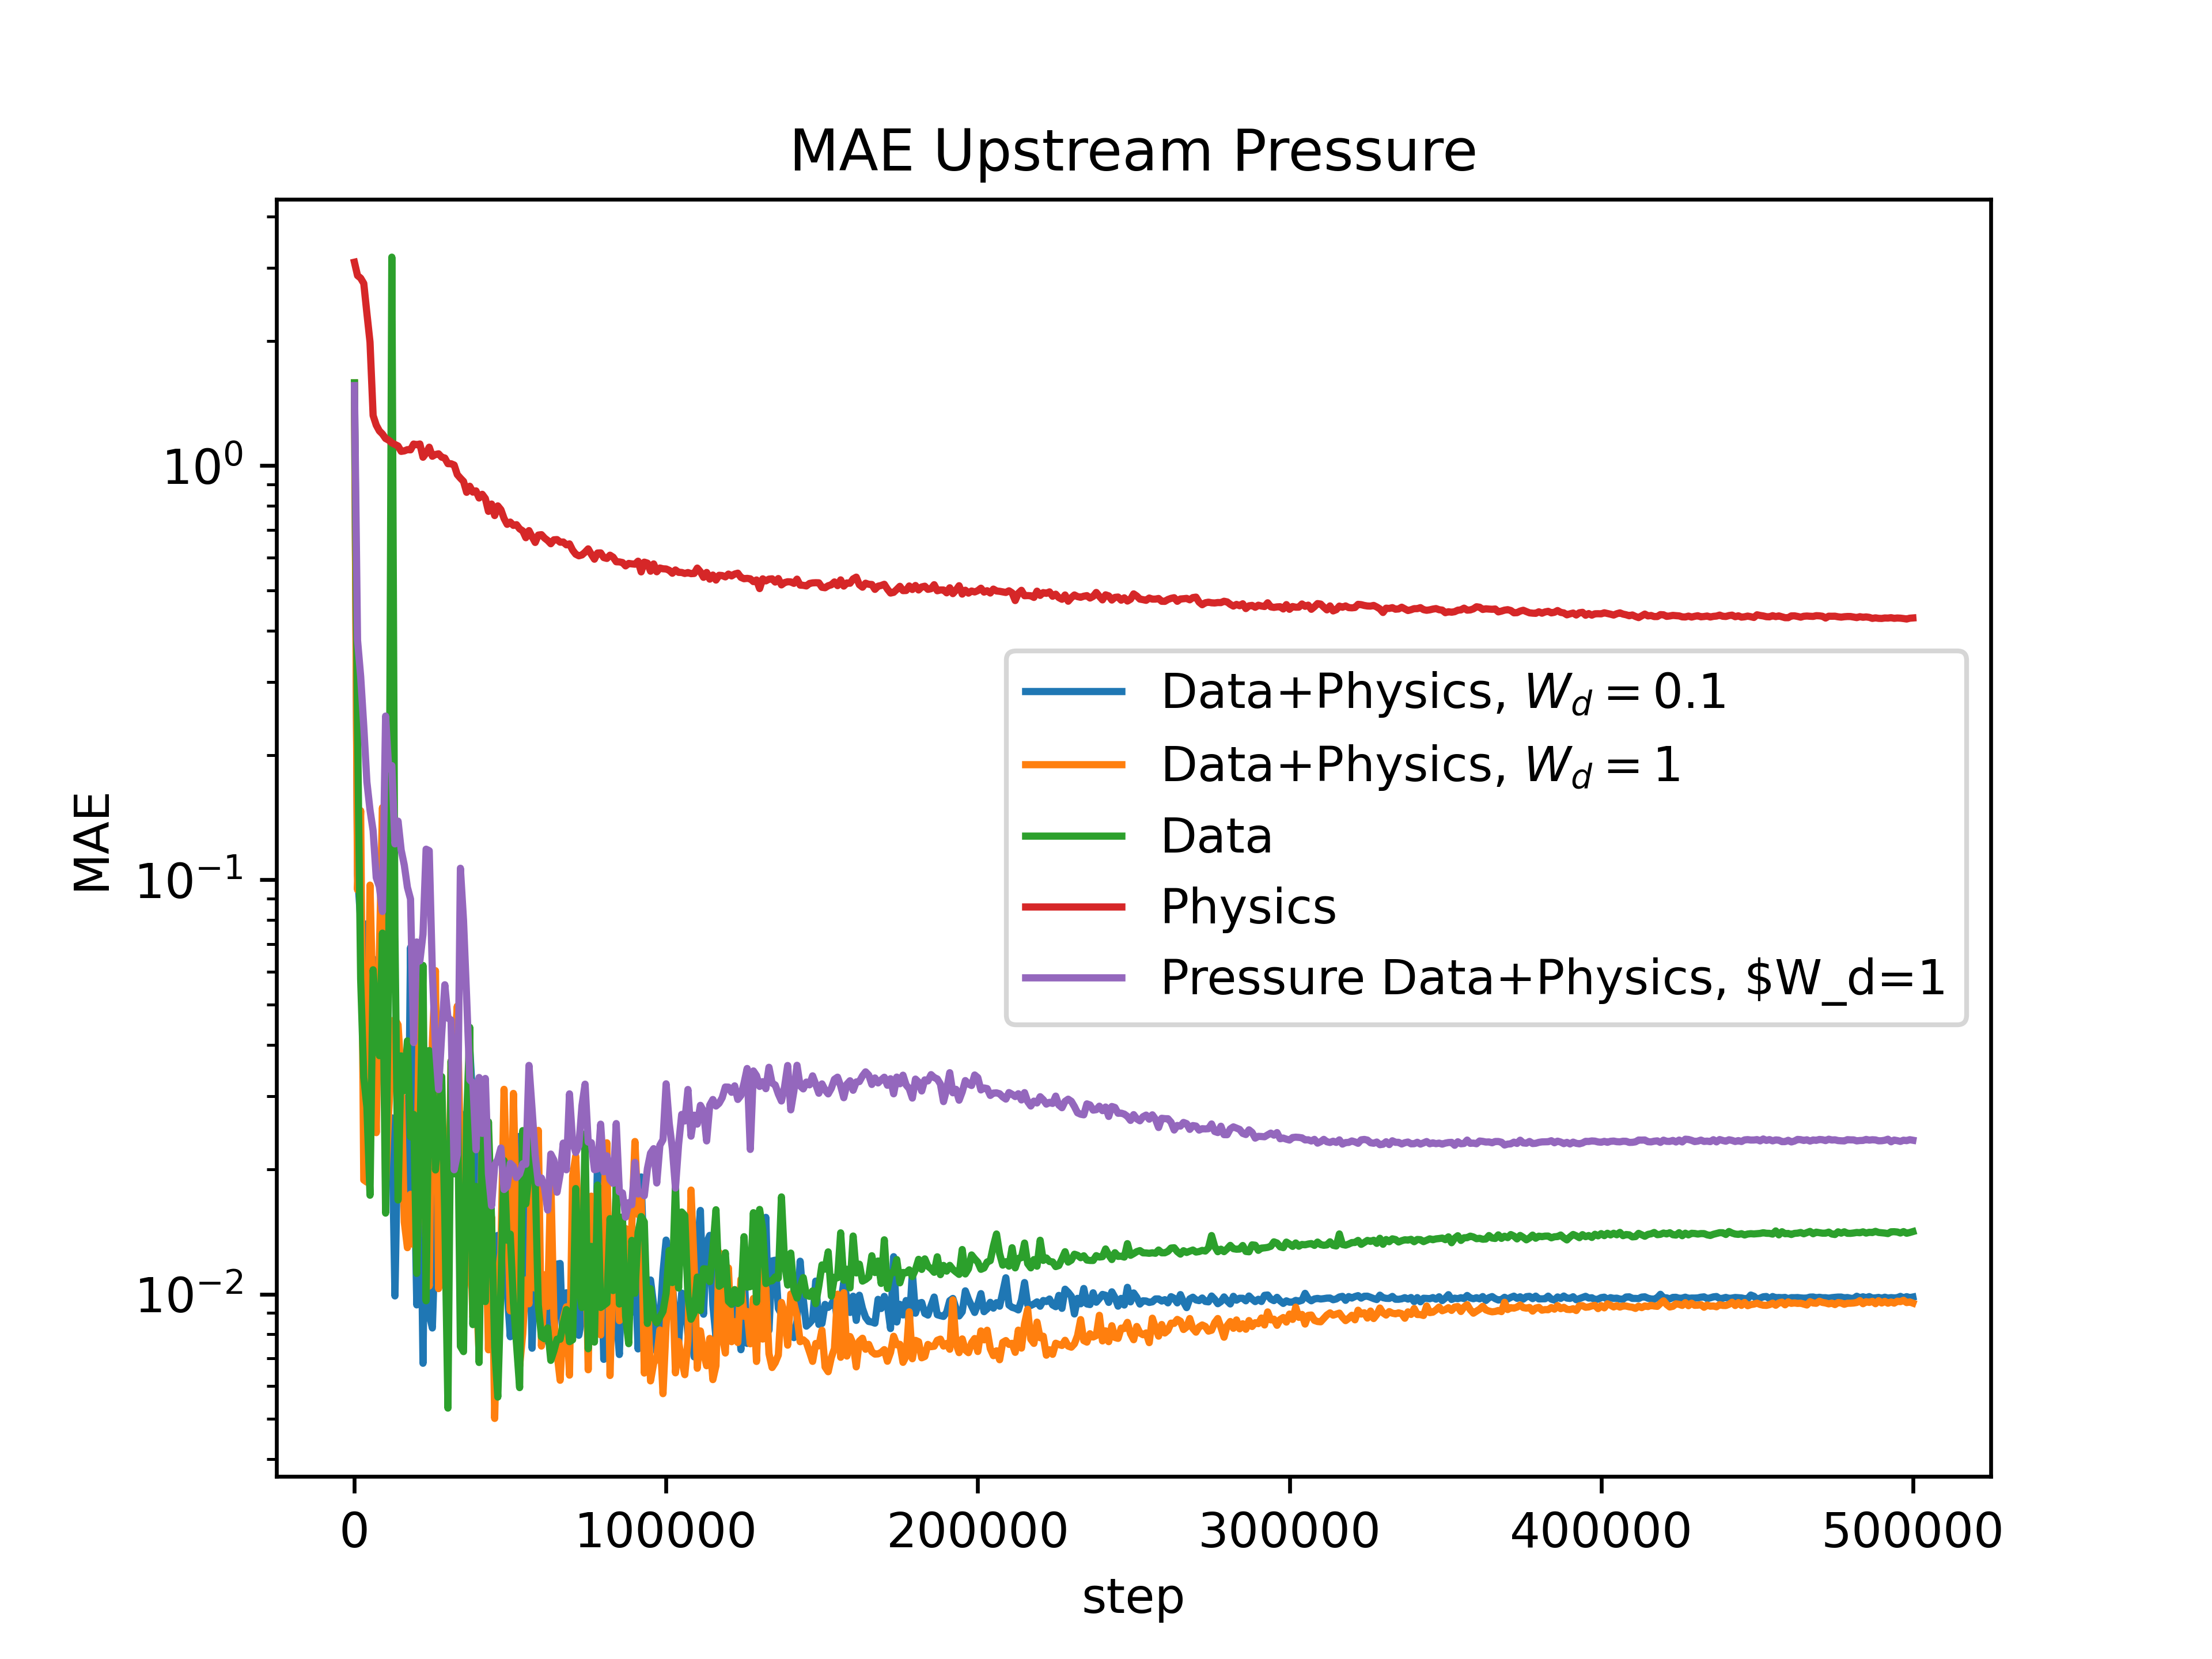 MAE Upstream Pressure
10⁰
10⁻¹
10⁻²
MAE
Data+Physics, W_d = 0.1
Data+Physics, W_d = 1
Data
Physics
Pressure Data+Physics, $W_d=1
0 100000 200000 300000 400000 500000
step